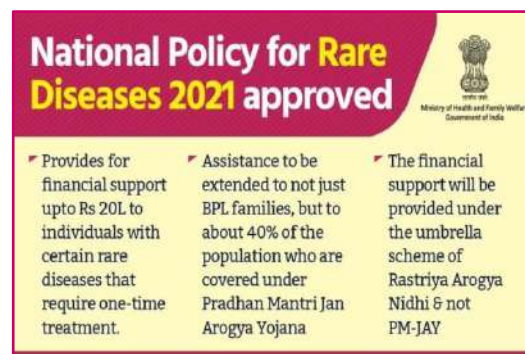 National Policy for Rare
Diseases 2021 approved
सत्यमेव जयते
Ministry of Health and Family Welfare
Government of India
Provides for
financial support
upto Rs 20L to
individuals with
certain rare
diseases that
require one-time
treatment.
Assistance to be
extended to not just
BPL families, but to
about 40% of the
population who are
covered under
Pradhan Mantri Jan
Arogya Yojana
The financial
support will be
provided under
the umbrella
scheme of
Rastriya Arogya
Nidhi & not
PM-JAY